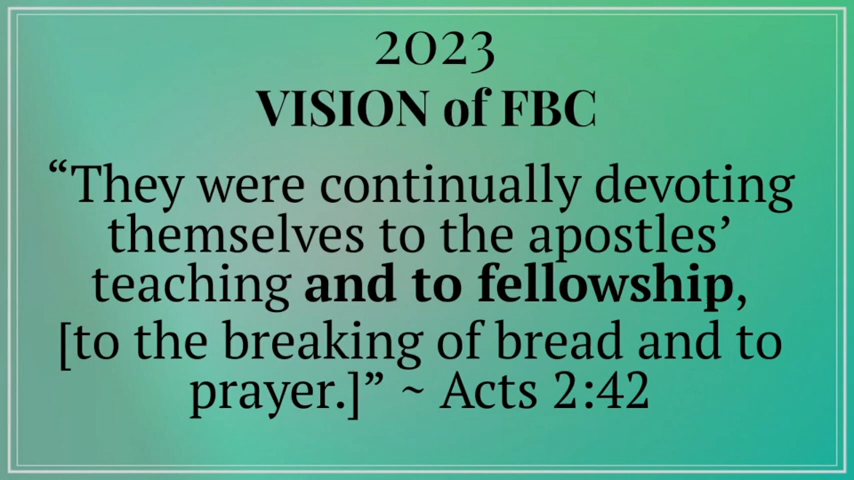 2023
VISION of FBC
“They were continually devoting
themselves to the apostles’
teaching and to fellowship,
[to the breaking of bread and to
prayer.]” ~ Acts 2:42